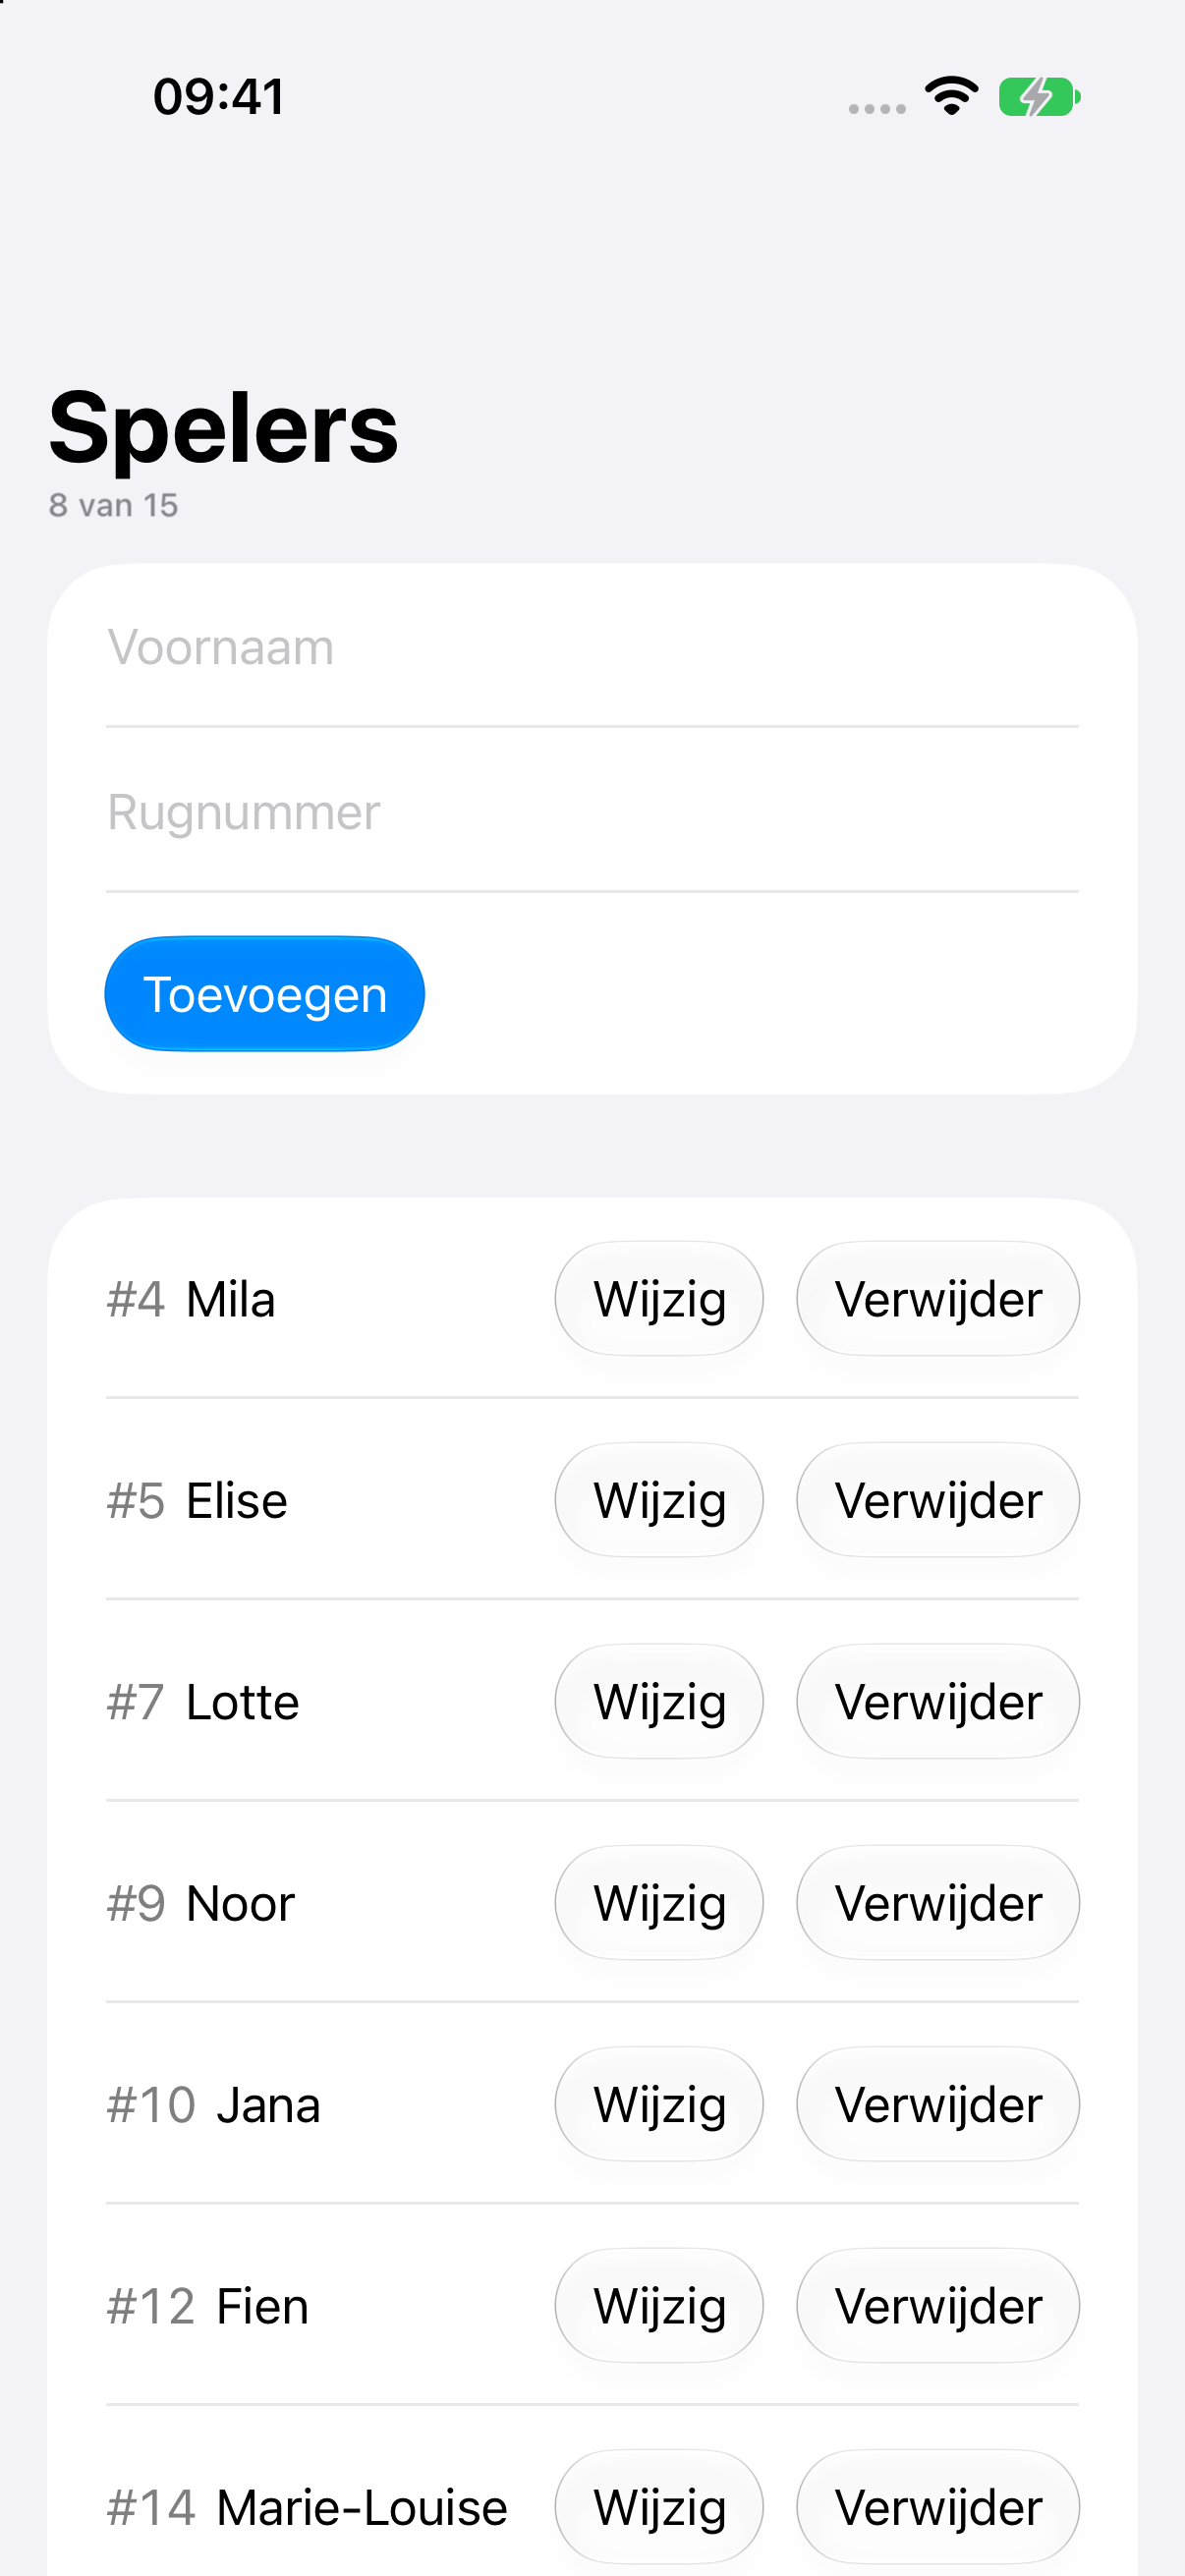 09:41
Spelers
8 van 15
Voornaam
Rugnummer
Toevoegen
#4 Mila Wijzig Verwijder
#5 Elise Wijzig Verwijder
#7 Lotte Wijzig Verwijder
#9 Noor Wijzig Verwijder
#10 Jana Wijzig Verwijder
#12 Fien Wijzig Verwijder
#14 Marie-Louise Wijzig Verwijder